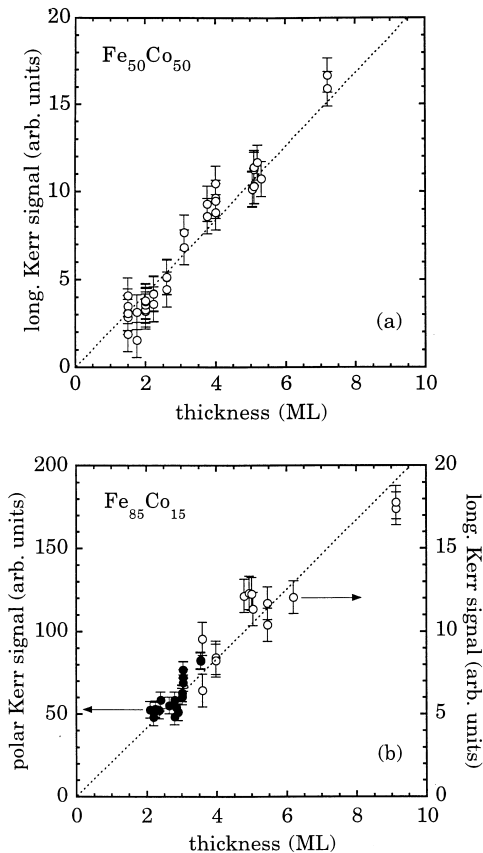 20
Fe50Co50
15
10
5
0
long. Kerr signal (arb. units)
(a)
0 2 4 6 8 10
thickness (ML)
200 20
Fe85Co15
150 15
100 10
50 5
0 0
polar Kerr signal (arb. units)
long. Kerr signal (arb. units)
(b)
0 2 4 6 8 10
thickness (ML)